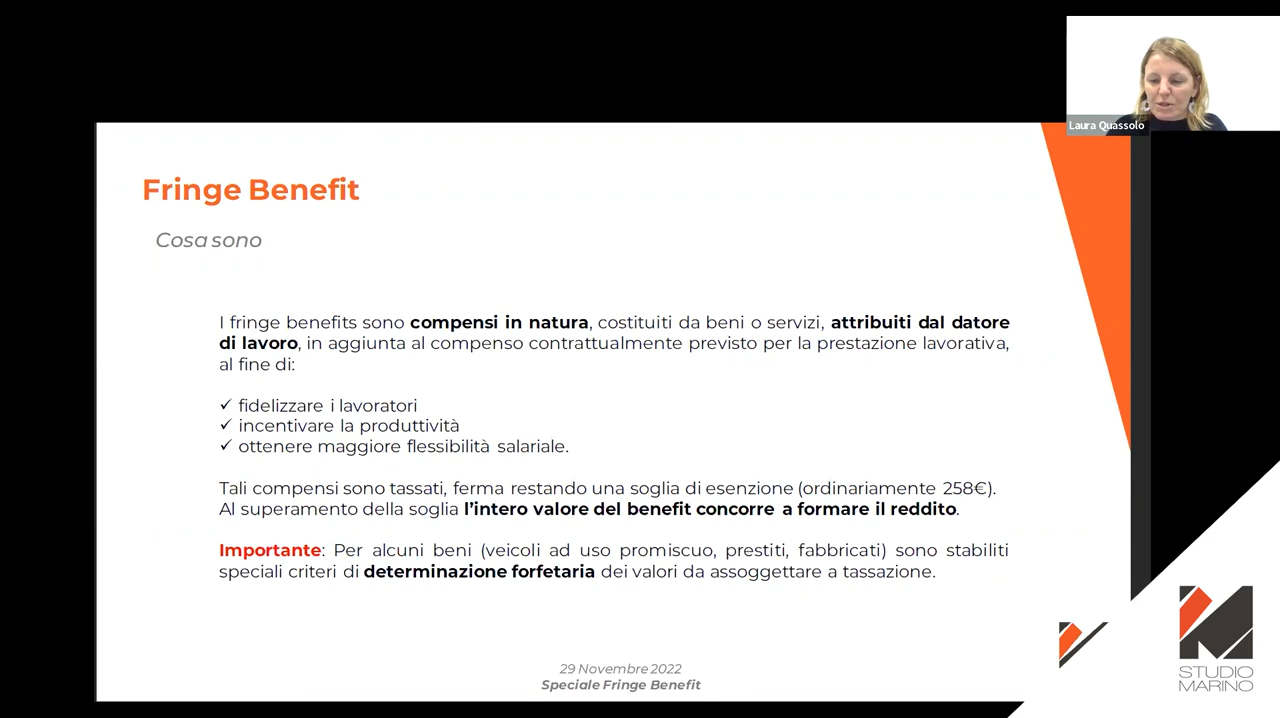 Laura Quassolo
Fringe Benefit
Cosa sono
I fringe benefits sono compensi in natura, costituiti da beni o servizi, attribuiti dal datore
di lavoro, in aggiunta al compenso contrattualmente previsto per la prestazione lavorativa,
al fine di:
✓ fidelizzare i lavoratori
✓ incentivare la produttività
✓ ottenere maggiore flessibilità salariale.
Tali compensi sono tassati, ferma restando una soglia di esenzione (ordinariamente 258€).
Al superamento della soglia l'intero valore del benefit concorre a formare il reddito.
Importante: Per alcuni beni (veicoli ad uso promiscuo, prestiti, fabbricati) sono stabiliti
speciali criteri di determinazione forfetaria dei valori da assoggettare a tassazione.
29 Novembre 2022
Speciale Fringe Benefit
STUDIO
MARINO